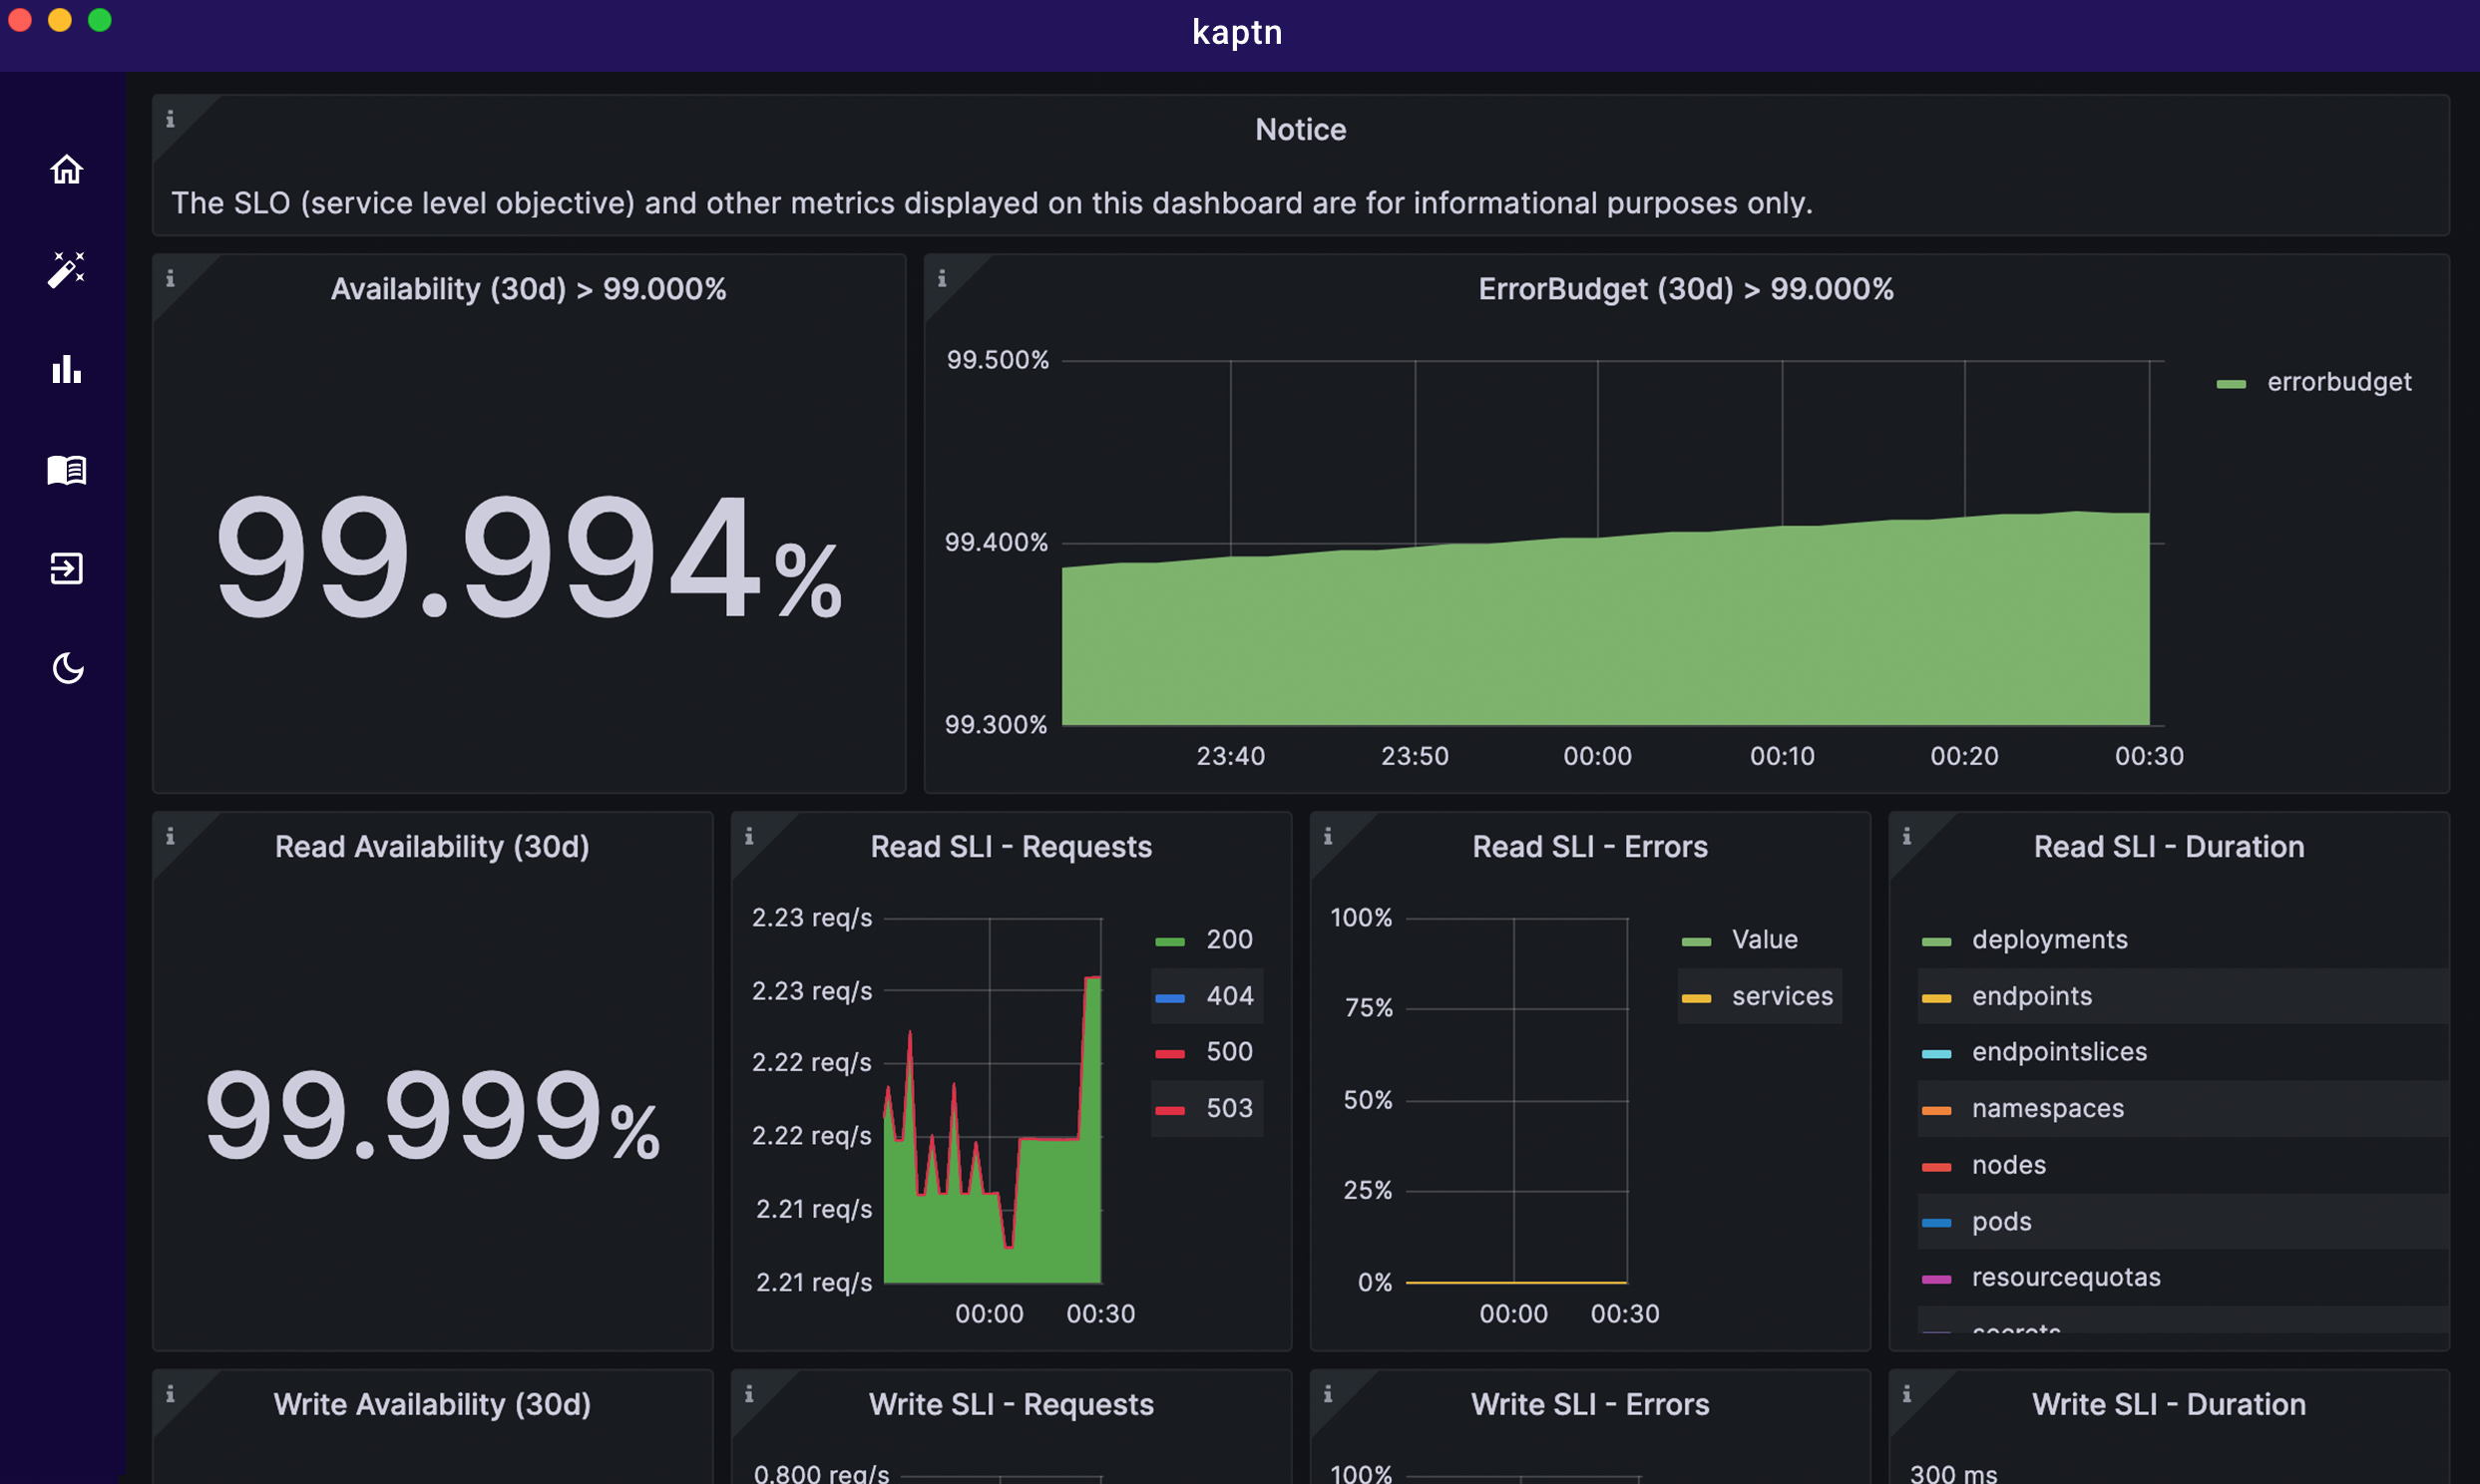 kaptn
Notice
The SLO (service level objective) and other metrics displayed on this dashboard are for informational purposes only.
Availability (30d) > 99.000%
99.994%
ErrorBudget (30d) > 99.000%
99.500%
99.400%
99.300%
23:40 23:50 00:00 00:10 00:20 00:30
errorbudget
Read Availability (30d)
99.999%
Read SLI - Requests
2.23 req/s
2.23 req/s
2.22 req/s
2.22 req/s
2.21 req/s
2.21 req/s
00:00 00:30
200
404
500
503
Read SLI - Errors
100%
75%
50%
25%
0%
00:00 00:30
Value
services
Read SLI - Duration
deployments
endpoints
endpointslices
namespaces
nodes
pods
resourcequotas
secrets
Write Availability (30d)
Write SLI - Requests
0.800 req/s
Write SLI - Errors
100%
Write SLI - Duration
300 ms